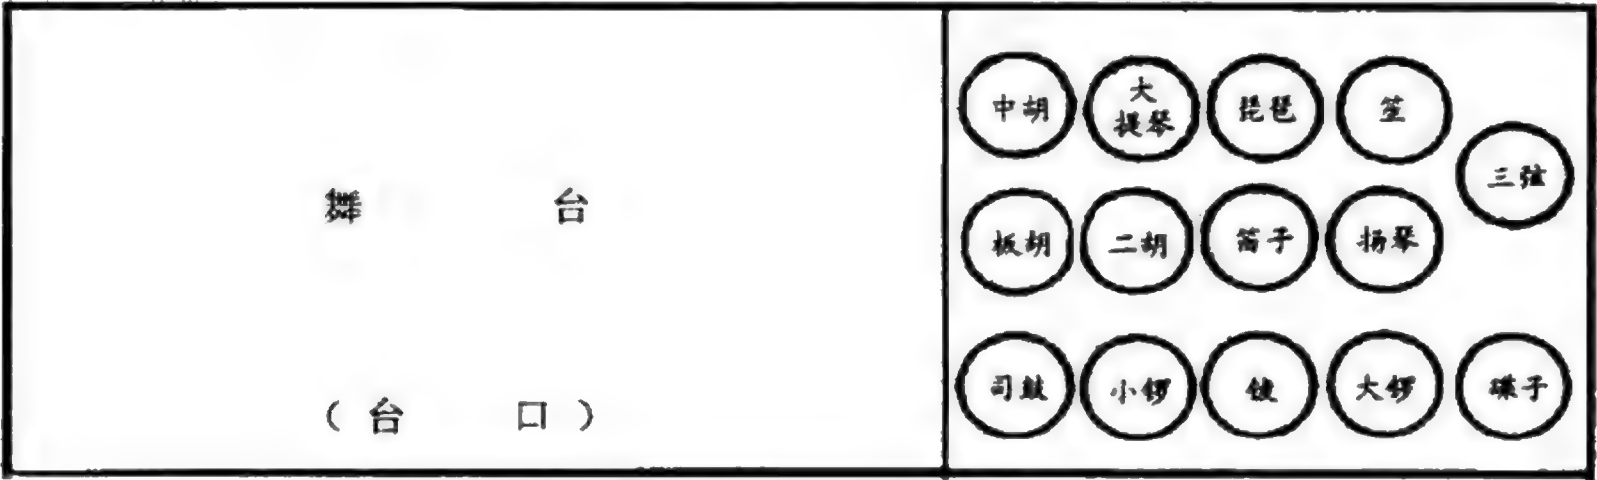 舞 台
(台 口)
中胡
大
提琴
琵琶
笙
三弦
板胡
二胡
笛子
扬琴
司鼓
小锣
钹
大锣
碟子